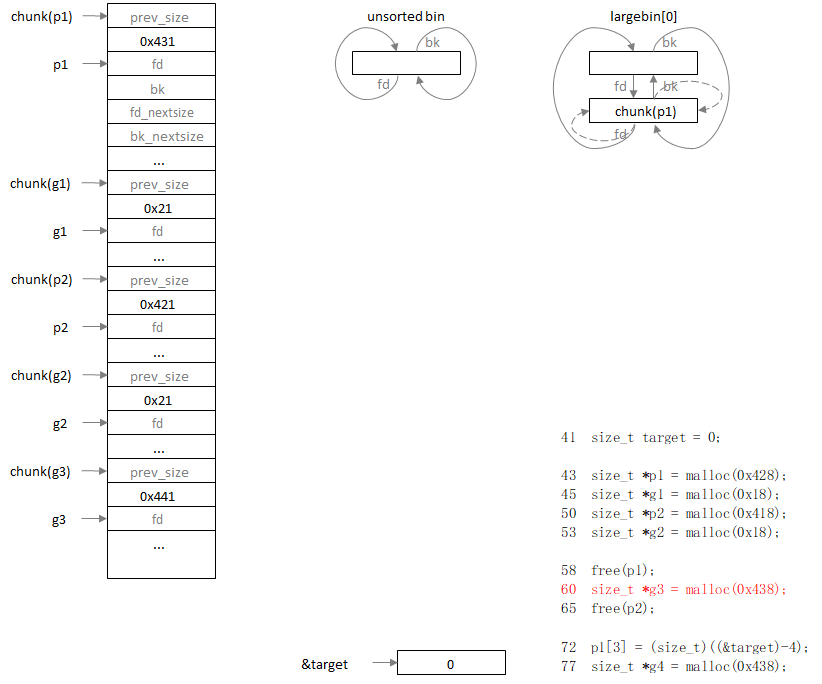 chunk(p1)
prev_size
0x431
p1
fd
bk
fd_nextsize
bk_nextsize
...
chunk(g1)
prev_size
0x21
g1
fd
...
chunk(p2)
prev_size
0x421
p2
fd
...
chunk(g2)
prev_size
0x21
g2
fd
...
chunk(g3)
prev_size
0x441
g3
fd
...
unsorted bin
bk
fd
largebin[0]
bk
fd
bk
chunk(p1)
fd
41 size_t target = 0;
43 size_t *p1 = malloc(0x428);
45 size_t *g1 = malloc(0x18);
50 size_t *p2 = malloc(0x418);
53 size_t *g2 = malloc(0x18);
58 free(p1);
60 size_t *g3 = malloc(0x438);
65 free(p2);
72 p1[3] = (size_t)((&target)-4);
77 size_t *g4 = malloc(0x438);
&target
0